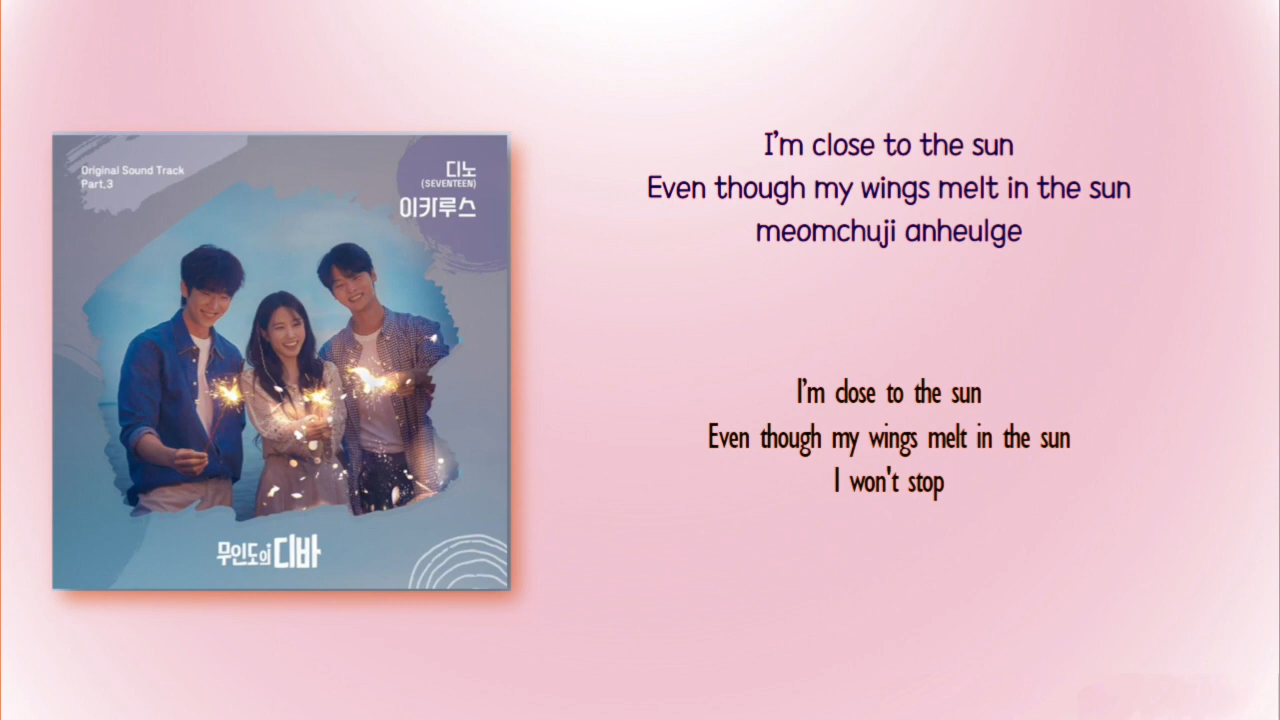 Original Sound Track
Part.3
디노
(SEVENTEEN)
이카루스
무인도의 디바
I’m close to the sun
Even though my wings melt in the sun
meomchuji anheulge
I’m close to the sun
Even though my wings melt in the sun
I won't stop